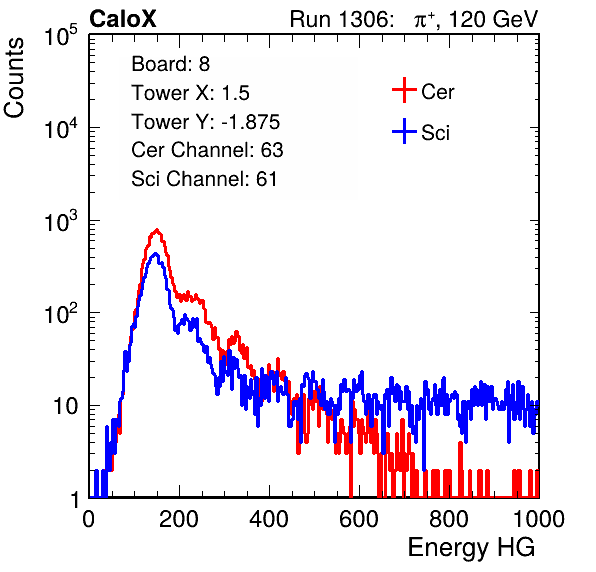 CaloX Run 1306: π⁺, 120 GeV
Counts
10⁵
10⁴
10³
10²
10
1
Board: 8
Tower X: 1.5
Tower Y: -1.875
Cer Channel: 63
Sci Channel: 61
Cer
Sci
0 200 400 600 800 1000
Energy HG